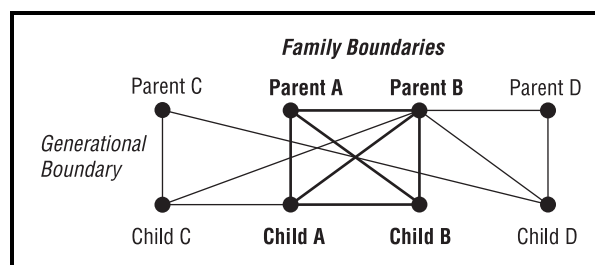 Family Boundaries
Parent C Parent A Parent B Parent D
Generational
Boundary
Child C Child A Child B Child D